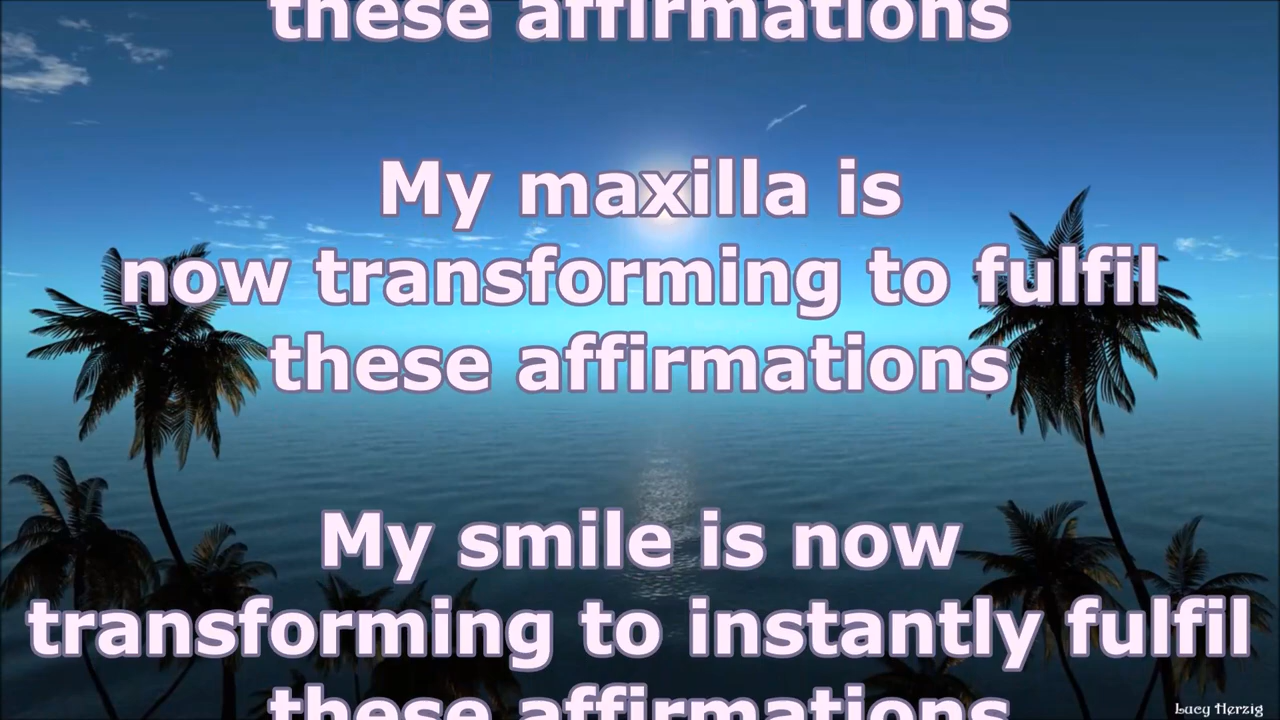 these affirmations
My maxilla is
now transforming to fulfil
these affirmations
My smile is now
transforming to instantly fulfil
these affirmations
Lucy Herzig